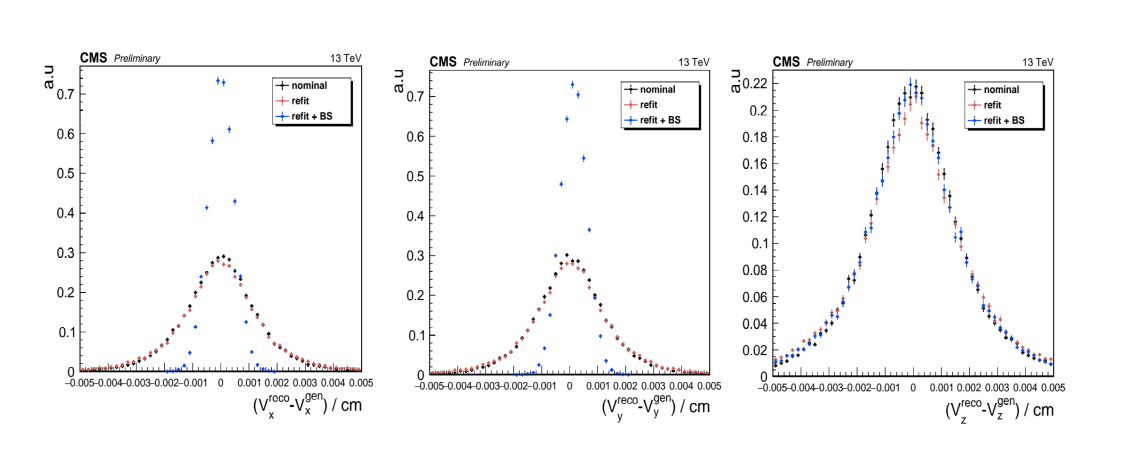 CMS Preliminary 13 TeV
a.u
0.7
0.6
0.5
0.4
0.3
0.2
0.1
0
nominal
refit
refit + BS
−0.005 −0.004 −0.003 −0.002 −0.001 0 0.001 0.002 0.003 0.004 0.005
(V_x^reco-V_x^gen) / cm
CMS Preliminary 13 TeV
a.u
0.7
0.6
0.5
0.4
0.3
0.2
0.1
0
nominal
refit
refit + BS
−0.005 −0.004 −0.003 −0.002 −0.001 0 0.001 0.002 0.003 0.004 0.005
(V_y^reco-V_y^gen) / cm
CMS Preliminary 13 TeV
a.u
0.22
0.2
0.18
0.16
0.14
0.12
0.1
0.08
0.06
0.04
0.02
0
nominal
refit
refit + BS
−0.005 −0.004 −0.003 −0.002 −0.001 0 0.001 0.002 0.003 0.004 0.005
(V_z^reco-V_z^gen) / cm